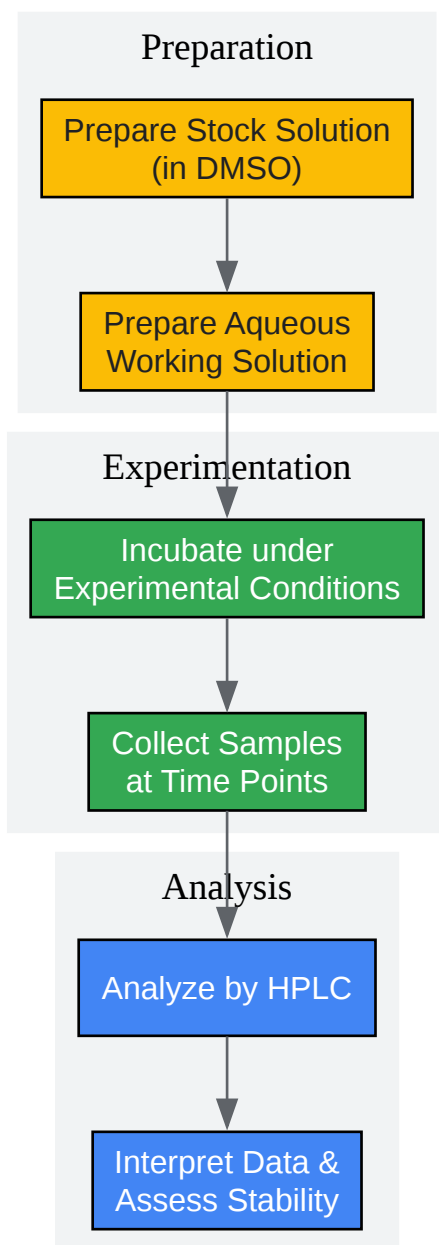 Preparation
Prepare Stock Solution
(in DMSO)
Prepare Aqueous
Working Solution
Experimentation
Incubate under
Experimental Conditions
Collect Samples
at Time Points
Analysis
Analyze by HPLC
Interpret Data &
Assess Stability